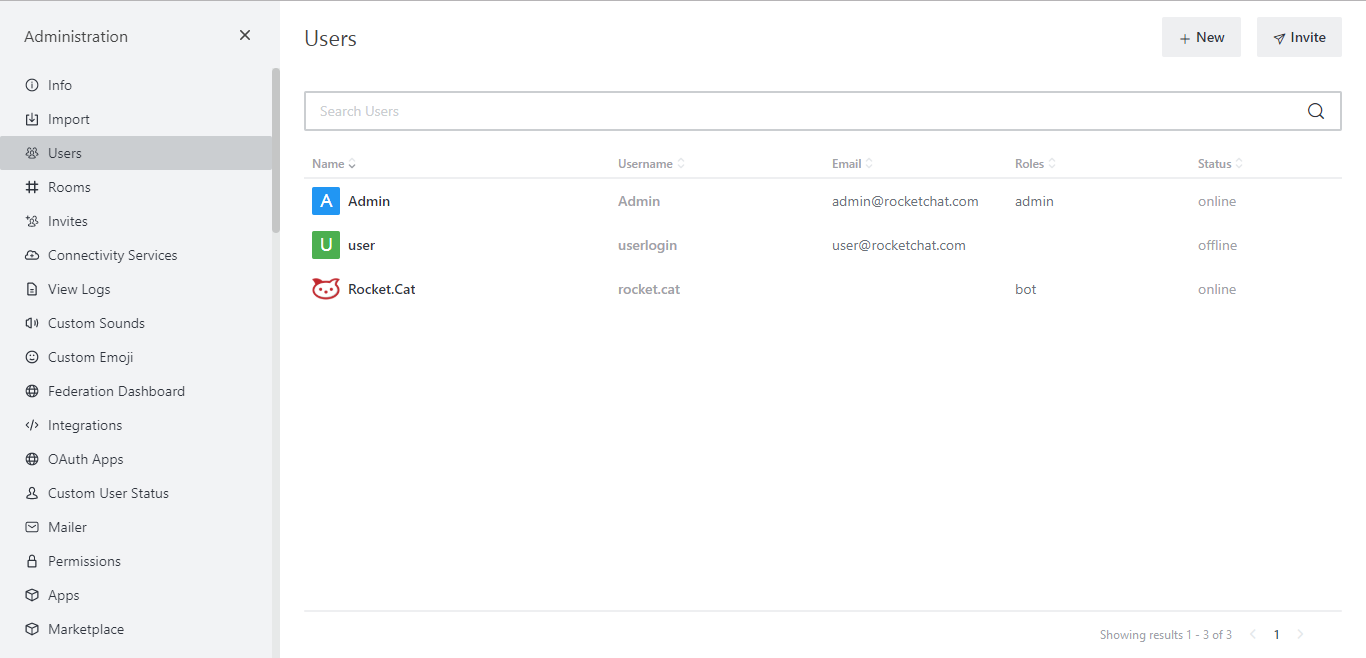 Administration
Info
Import
Users
Rooms
Invites
Connectivity Services
View Logs
Custom Sounds
Custom Emoji
Federation Dashboard
Integrations
OAuth Apps
Custom User Status
Mailer
Permissions
Apps
Marketplace
Users
New
Invite
Search Users
Name Username Email Roles Status
A Admin Admin admin@rocketchat.com admin online
U user userlogin user@rocketchat.com offline
Rocket.Cat rocket.cat bot online
Showing results 1 - 3 of 3 1